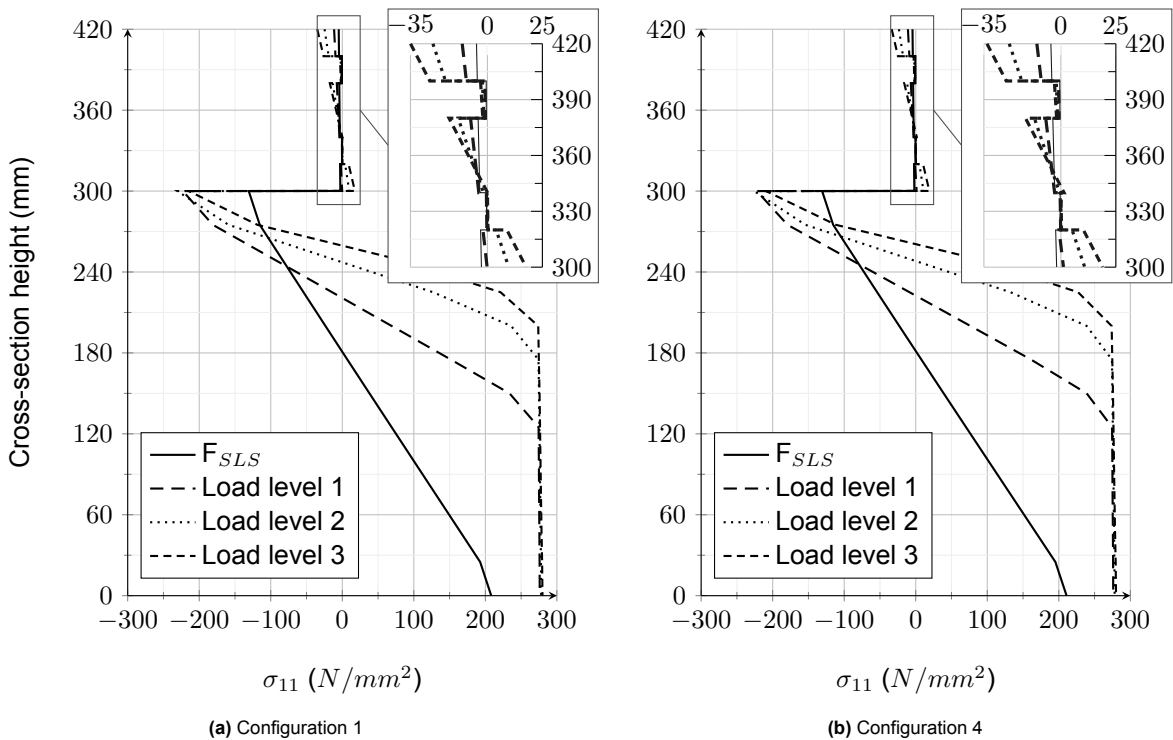 −35 0 25
420
390
360
330
300
420
360
300
240
180
120
60
0
−300 −200 −100 0 100 200 300
Cross-section height (mm)
F_SLS
Load level 1
Load level 2
Load level 3
σ₁₁ (N/mm²)
(a) Configuration 1
−35 0 25
420
390
360
330
300
420
360
300
240
180
120
60
0
−300 −200 −100 0 100 200 300
F_SLS
Load level 1
Load level 2
Load level 3
σ₁₁ (N/mm²)
(b) Configuration 4